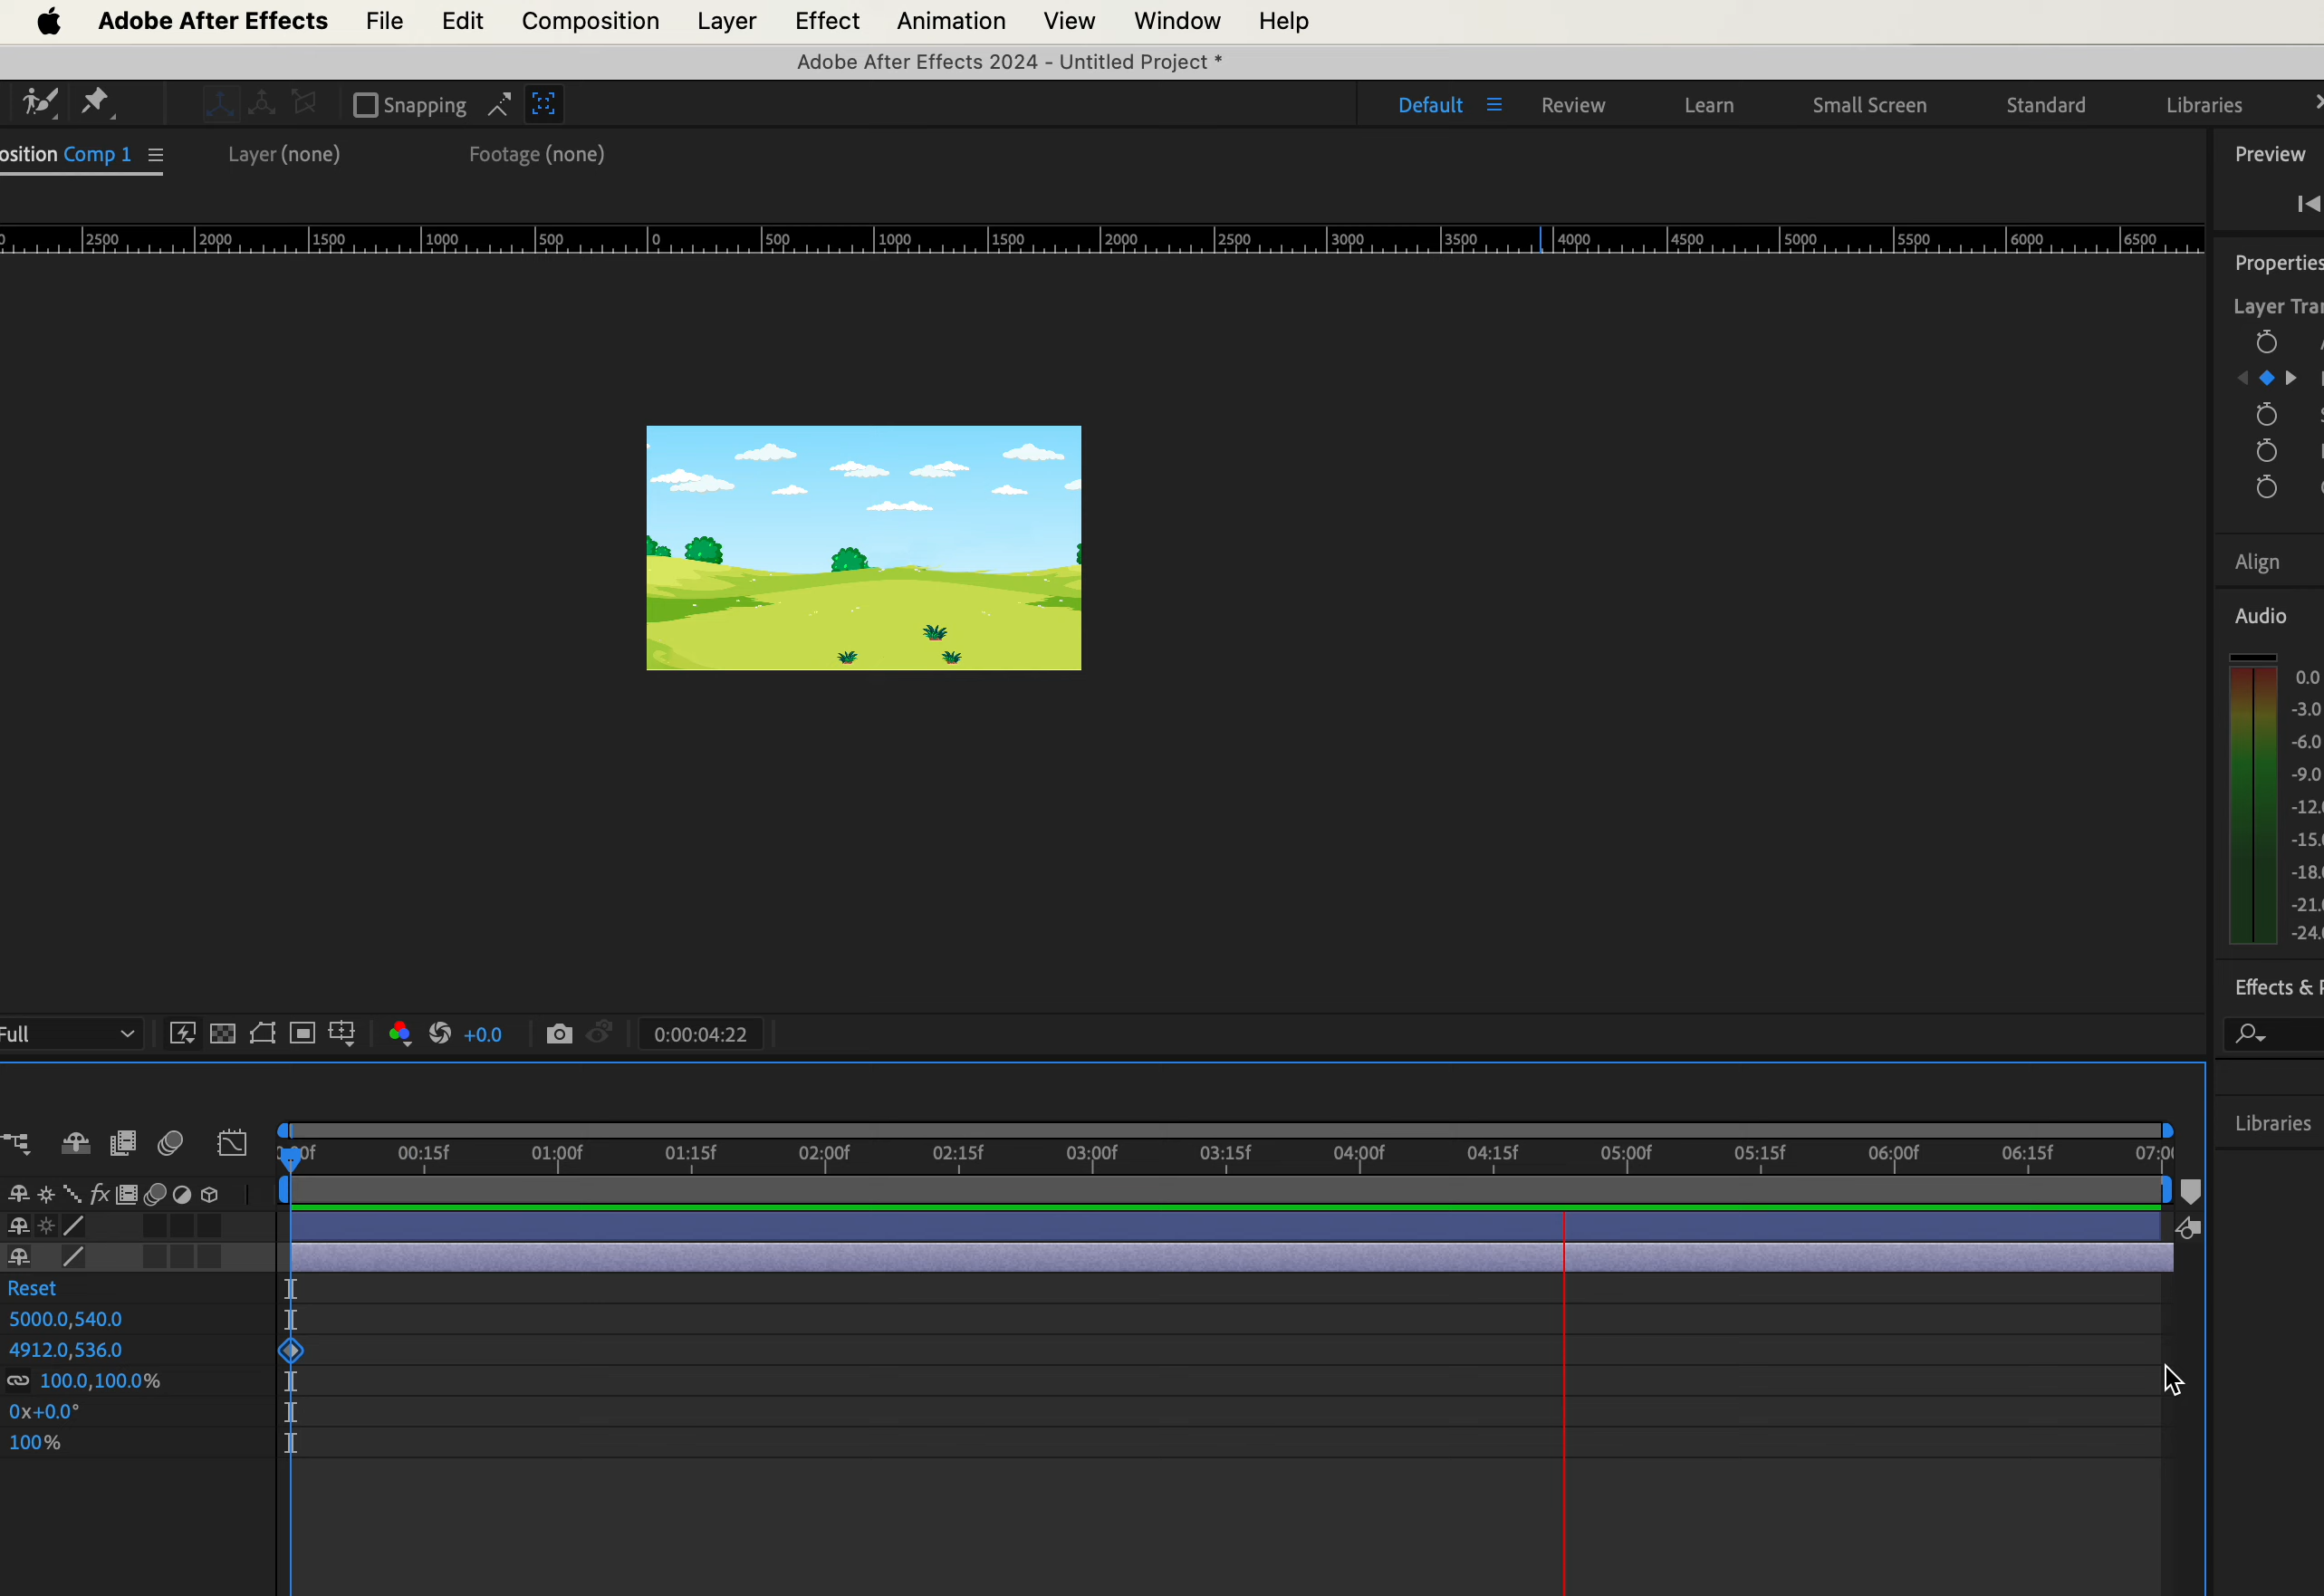 Adobe After Effects File Edit Composition Layer Effect Animation View Window Help
Adobe After Effects 2024 - Untitled Project *
Snapping Default Review Learn Small Screen Standard Libraries
osition Comp 1 Layer (none) Footage (none) Preview
0 2500 2000 1500 1000 500 0 500 1000 1500 2000 2500 3000 3500 4000 4500 5000 5500 6000 6500
Properties
Layer Tra
Align
Audio
0.0
-3.0
-6.0
-9.0
-12.
-15.
-18.
-21.
-24.
Effects &
Full +0.0 0:00:04:22
Libraries
00f 00:15f 01:00f 01:15f 02:00f 02:15f 03:00f 03:15f 04:00f 04:15f 05:00f 05:15f 06:00f 06:15f 07:0
fx
Reset
5000.0,540.0
4912.0,536.0
100.0,100.0%
0x+0.0°
100%